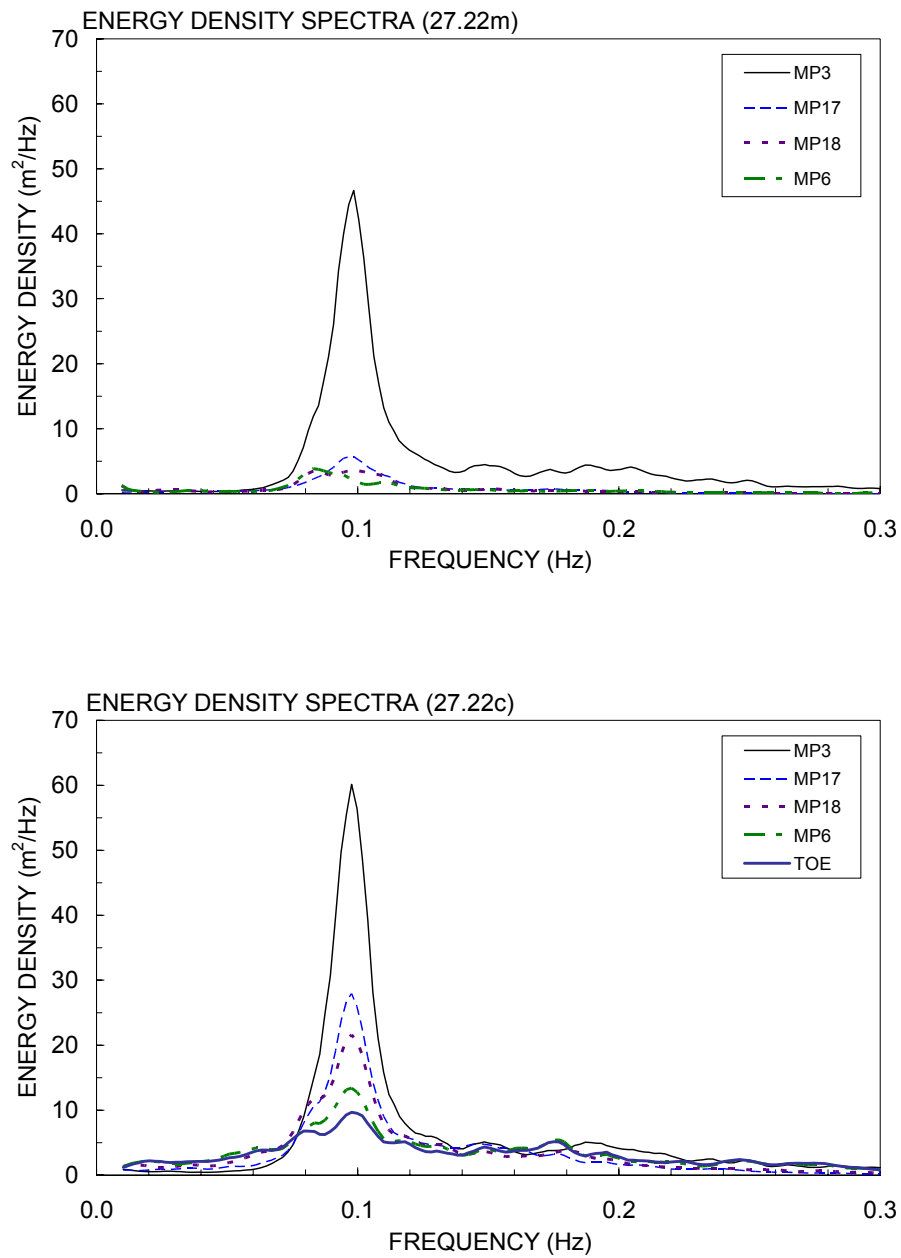 ENERGY DENSITY SPECTRA (27.22m)
70
60
50
40
30
20
10
0
ENERGY DENSITY (m²/Hz)
MP3
MP17
MP18
MP6
0.0
0.1
0.2
0.3
FREQUENCY (Hz)
ENERGY DENSITY SPECTRA (27.22c)
70
60
50
40
30
20
10
0
ENERGY DENSITY (m²/Hz)
MP3
MP17
MP18
MP6
TOE
0.0
0.1
0.2
0.3
FREQUENCY (Hz)